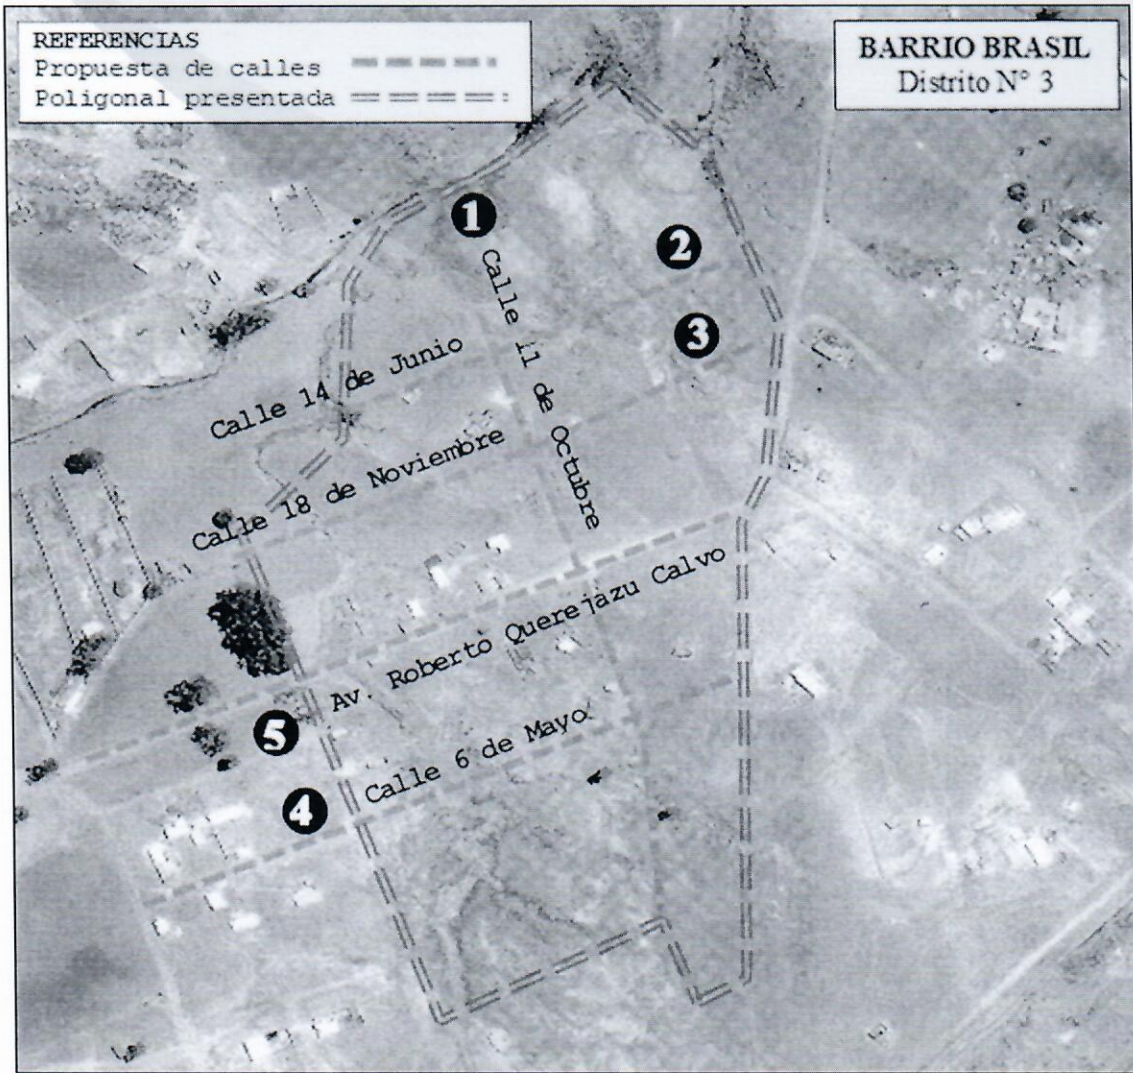 REFERENCIAS
Propuesta de calles
Poligonal presentada
BARRIO BRASIL
Distrito N° 3
1
2
Calle 11 de Octubre
3
Calle 14 de Junio
Calle 18 de Noviembre
Av. Roberto Querejazu Calvo
5
Calle 6 de Mayo
4